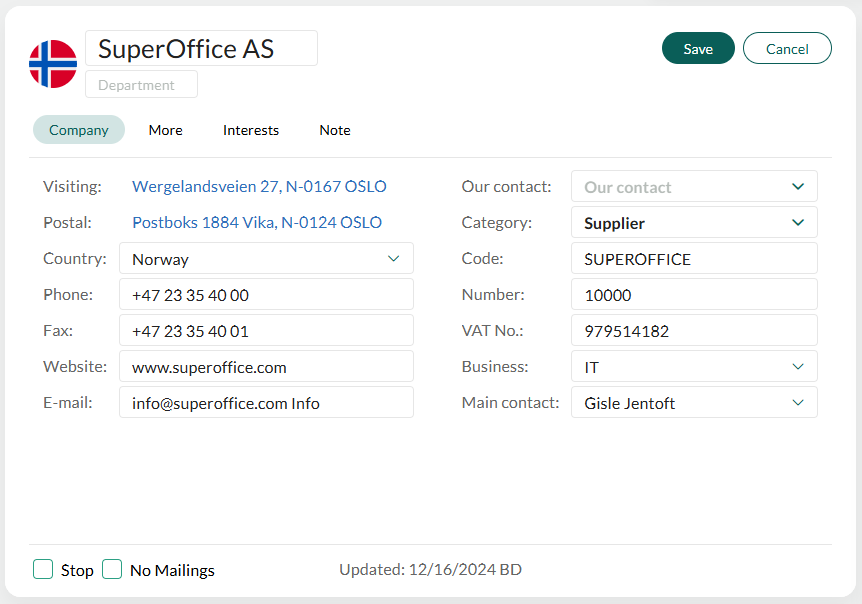 SuperOffice AS
Department
Save
Cancel
Company
More
Interests
Note
Visiting: Wergelandsveien 27, N-0167 OSLO
Postal: Postboks 1884 Vika, N-0124 OSLO
Country: Norway
Phone: +47 23 35 40 00
Fax: +47 23 35 40 01
Website: www.superoffice.com
E-mail: info@superoffice.com Info
Our contact: Our contact
Category: Supplier
Code: SUPEROFFICE
Number: 10000
VAT No.: 979514182
Business: IT
Main contact: Gisle Jentoft
Stop
No Mailings
Updated: 12/16/2024 BD